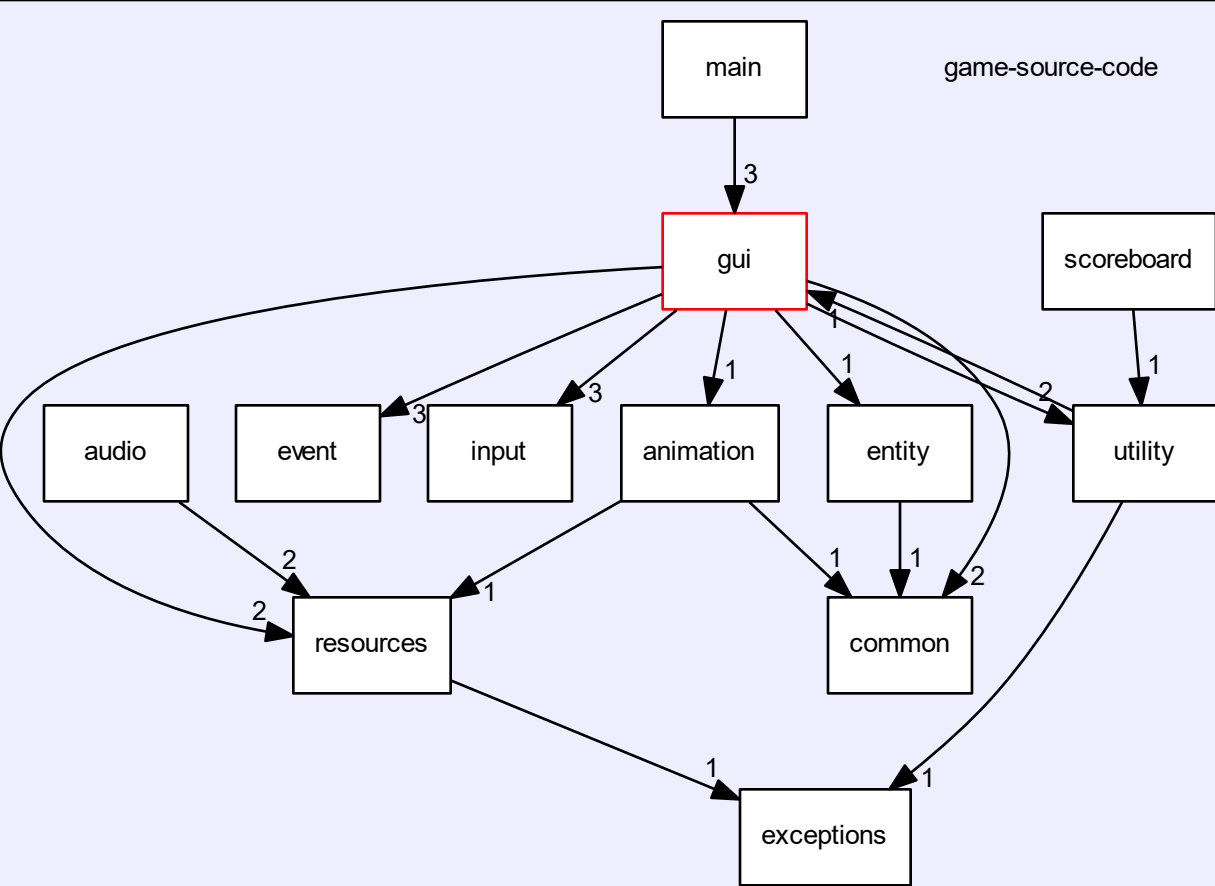 main
game-source-code
3
gui
scoreboard
1
1
3
3
1
1
2
audio
event
input
animation
entity
utility
2
1
1
1
2
2
resources
common
1
1
exceptions